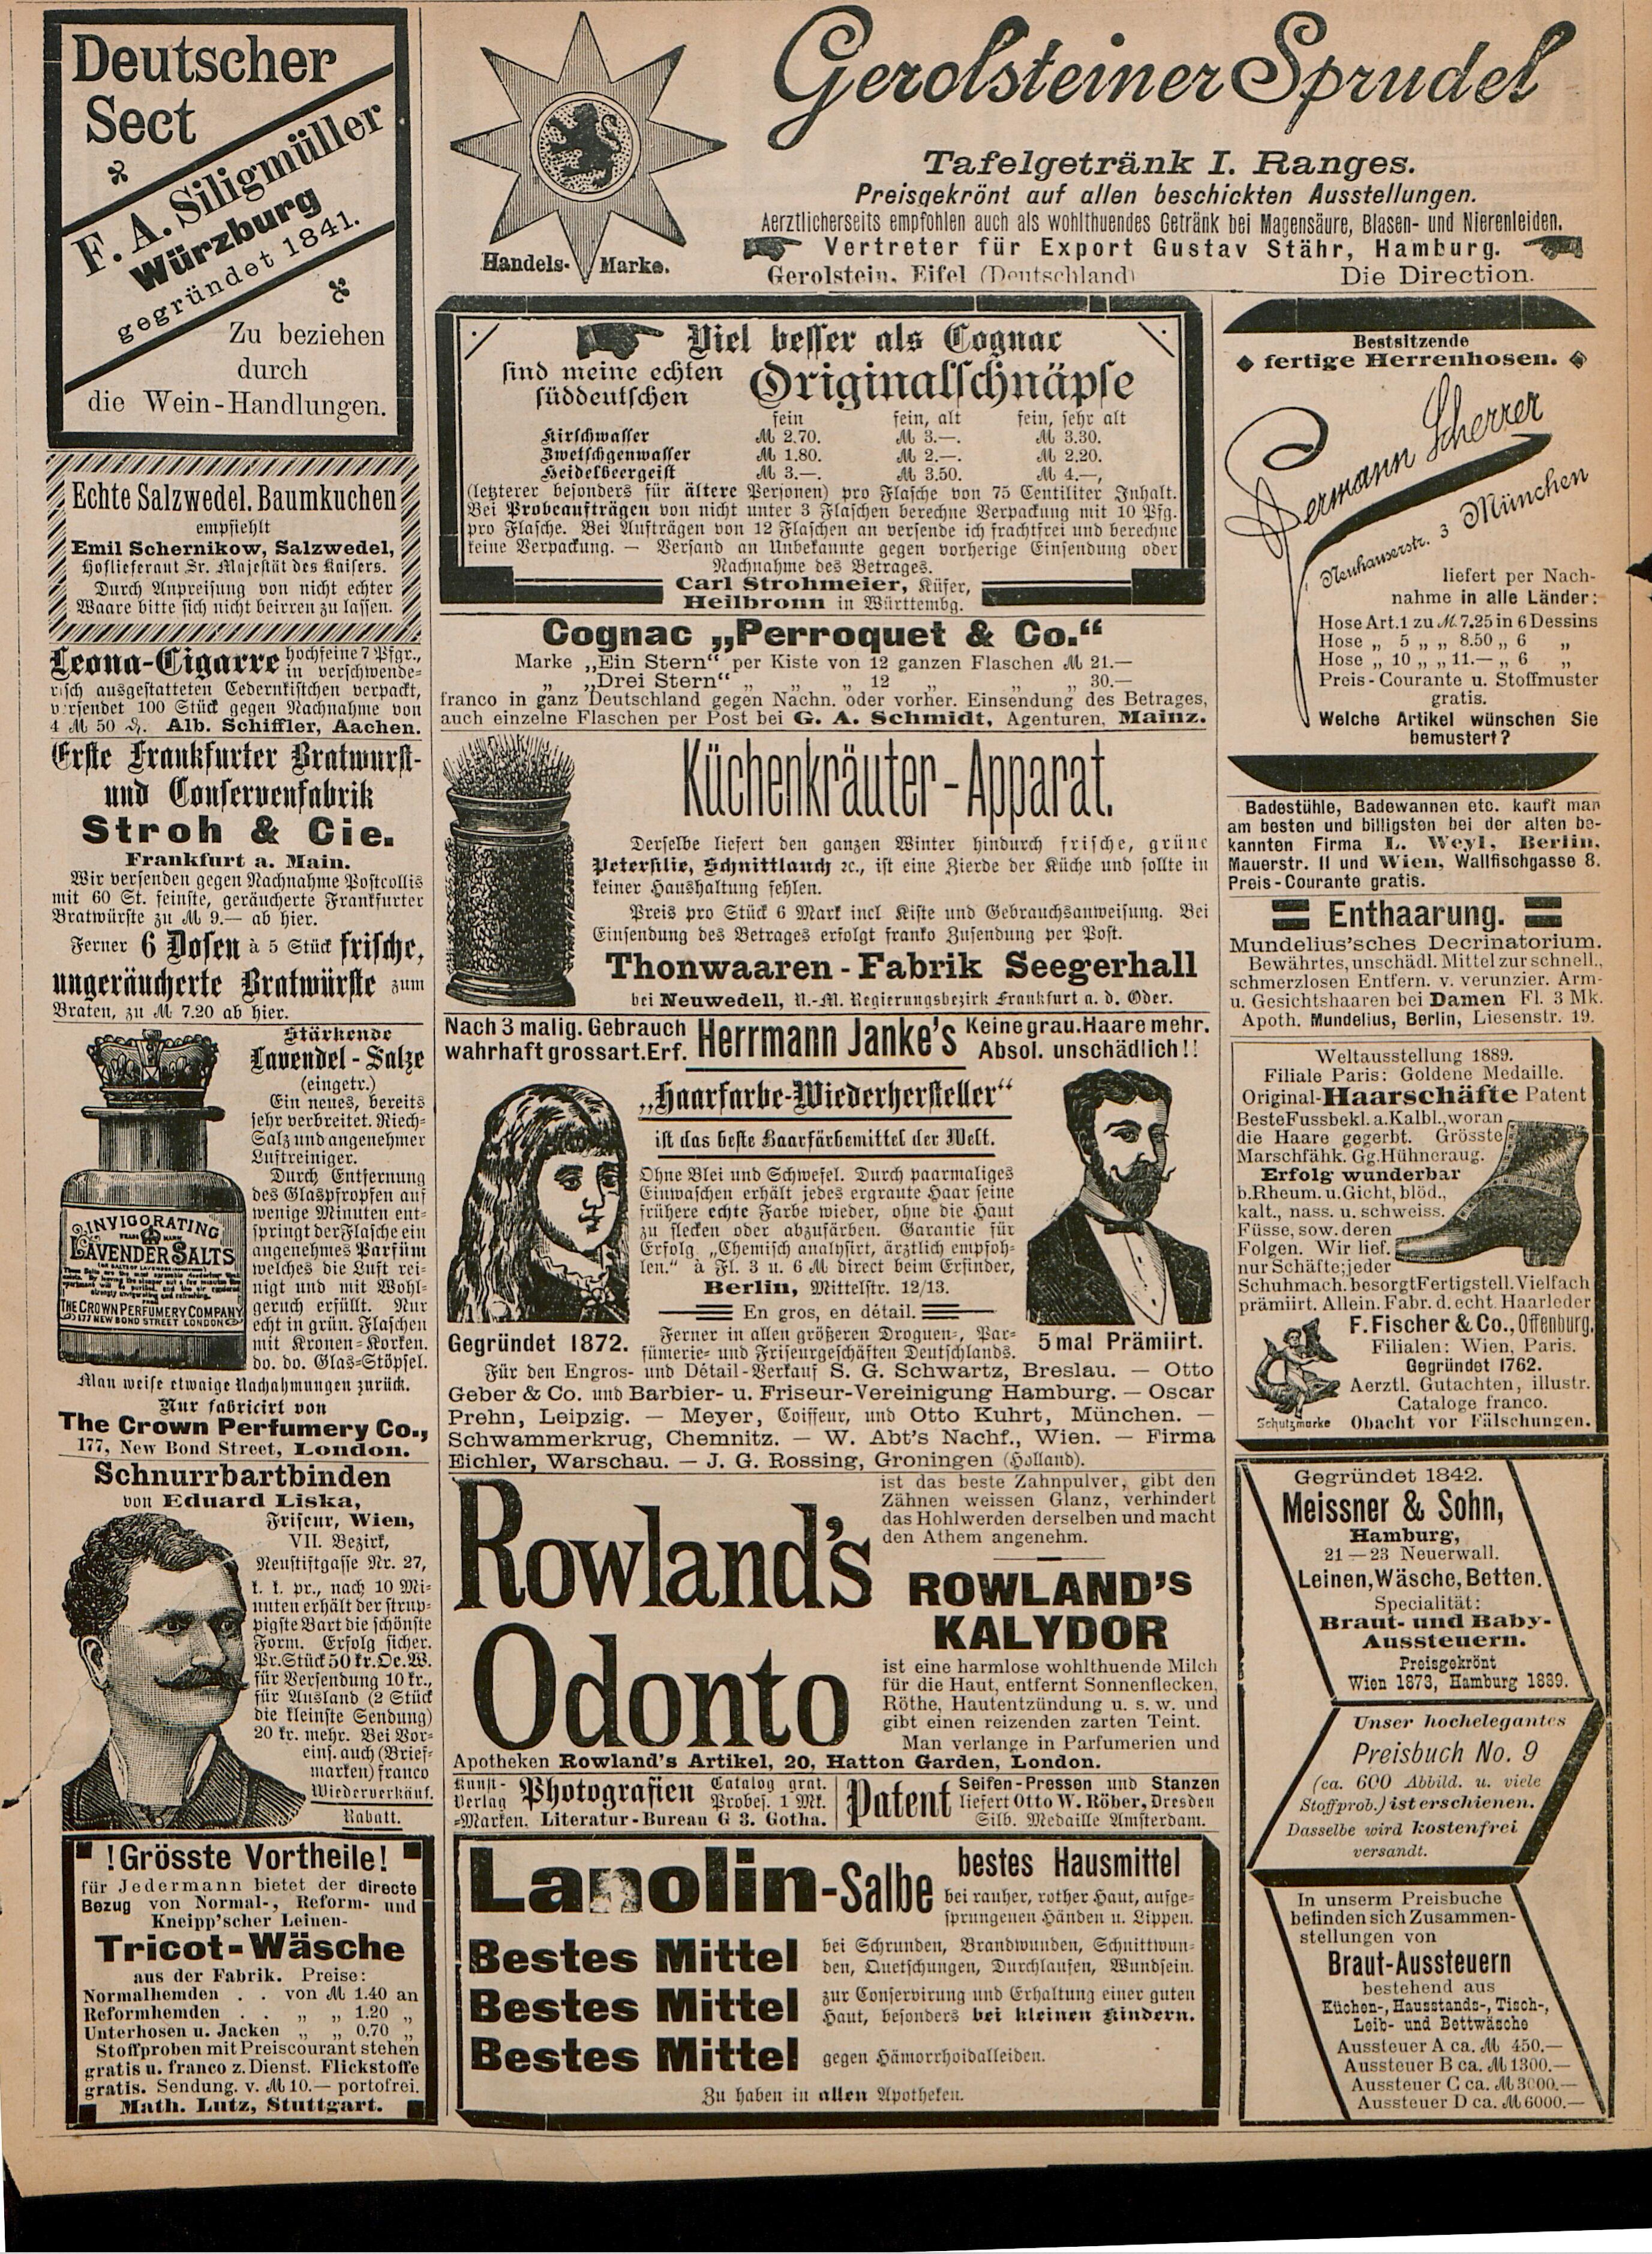 Deutscher
Sect
F. A. Siligmüller
Würzburg
gegründet 1841.
Zu beziehen
durch
die Wein-Handlungen.
Echte Salzwedel. Baumkuchen
empfiehlt
Emil Schernikow, Salzwedel,
Hoflieferant Sr. Majestät des Kaisers.
Durch Anpreisung von nicht echter
Waare bitte sich nicht beirren zu lassen.
Leona-Cigarre hochfeine 7 Pfgr.,
in verschwende-
risch ausgestatteten Cedernkistchen verpackt,
versendet 100 Stück gegen Nachnahme von
4 M 50 ₰. Alb. Schiffler, Aachen.
Erste Frankfurter Bratwurst-
und Conservenfabrik
Stroh & Cie.
Frankfurt a. Main.
Wir versenden gegen Nachnahme Postcollis
mit 60 St. feinste, geräucherte Frankfurter
Bratwürste zu M 9.— ab hier.
Ferner 6 Dosen à 5 Stück frische,
ungeräucherte Bratwürste zum
Braten, zu M 7.20 ab hier.
Stärkende
Lavendel-Salze
(eingetr.)
Ein neues, bereits
sehr verbreitet. Riech-
Salz und angenehmer
Luftreiniger.
Durch Entfernung
des Glaspfropfen auf
wenige Minuten ent-
springt der Flasche ein
angenehmes Parfüm
welches die Luft rei-
nigt und mit Wohl-
geruch erfüllt. Nur
echt in grün. Flaschen
mit Kronen-Korken.
do. do. Glas-Stöpsel.
INVIGORATING
TRADE MARK
LAVENDER SALTS
THE CROWN PERFUMERY COMPANY
177 NEW BOND STREET LONDON
Man weise etwaige Nachahmungen zurück.
Nur fabricirt von
The Crown Perfumery Co.,
177, New Bond Street, London.
Schnurrbartbinden
von Eduard Liska,
Friseur, Wien,
VII. Bezirk,
Neustiftgasse Nr. 27,
k. k. pr., nach 10 Mi-
nuten erhält der strup-
pigste Bart die schönste
Form. Erfolg sicher.
Pr. Stück 50 kr. Oe. W.
für Versendung 10 kr.,
für Ausland (2 Stück
die kleinste Sendung)
20 kr. mehr. Bei Vor-
eins. auch (Brief-
marken) franco
Wiederverkäuf.
Rabatt.
!Grösste Vortheile!
für Jedermann bietet der directe
Bezug von Normal-, Reform- und
Kneipp'scher Leinen-
Tricot-Wäsche
aus der Fabrik. Preise:
Normalhemden . . von M 1.40 an
Reformhemden . . „ „ 1.20 „
Unterhosen u. Jacken „ „ 0.70 „
Stoffproben mit Preiscourant stehen
gratis u. franco z. Dienst. Flickstoffe
gratis. Sendung. v. M 10.— portofrei.
Math. Lutz, Stuttgart.
Handels- Marke.
Gerolsteiner Sprudel
Tafelgetränk I. Ranges.
Preisgekrönt auf allen beschickten Ausstellungen.
Aerztlicherseits empfohlen auch als wohlthuendes Getränk bei Magensäure, Blasen- und Nierenleiden.
Vertreter für Export Gustav Stähr, Hamburg.
Gerolstein, Eifel (Deutschland) Die Direction.
Viel besser als Cognac
sind meine echten
süddeutschen
Originalschnäpse
fein fein, alt fein, sehr alt
Kirschwasser M 2.70. M 3.—. M 3.30.
Zwetschgenwasser M 1.80. M 2.—. M 2.20.
Heidelbeergeist M 3.—. M 3.50. M 4.—,
(letzterer besonders für ältere Personen) pro Flasche von 75 Centiliter Inhalt.
Bei Probeaufträgen von nicht unter 3 Flaschen berechne Verpackung mit 10 Pfg.
pro Flasche. Bei Aufträgen von 12 Flaschen an versende ich frachtfrei und berechne
keine Verpackung. — Versand an Unbekannte gegen vorherige Einsendung oder
Nachnahme des Betrages.
Carl Strohmeier, Küfer,
Heilbronn in Württembg.
Cognac „Perroquet & Co.“
Marke „Ein Stern“ per Kiste von 12 ganzen Flaschen M 21.—
„ „Drei Stern“ „ „ „ 12 „ „ „ 30.—
franco in ganz Deutschland gegen Nachn. oder vorher. Einsendung des Betrages,
auch einzelne Flaschen per Post bei G. A. Schmidt, Agenturen, Mainz.
Küchenkräuter-Apparat.
Derselbe liefert den ganzen Winter hindurch frische, grüne
Petersilie, Schnittlauch ꝛc., ist eine Zierde der Küche und sollte in
keiner Haushaltung fehlen.
Preis pro Stück 6 Mark incl Kiste und Gebrauchsanweisung. Bei
Einsendung des Betrages erfolgt franko Zusendung per Post.
Thonwaaren-Fabrik Seegerhall
bei Neuwedell, N.-M. Regierungsbezirk Frankfurt a. d. Oder.
Nach 3 malig. Gebrauch
wahrhaft grossart. Erf.
Herrmann Janke's
Keine grau. Haare mehr.
Absol. unschädlich!!
„Haarfarbe-Wiederhersteller“
ist das beste Haarfärbemittel der Welt.
Ohne Blei und Schwefel. Durch paarmaliges
Einwaschen erhält jedes ergraute Haar seine
frühere echte Farbe wieder, ohne die Haut
zu flecken oder abzufärben. Garantie für
Erfolg. „Chemisch analysirt, ärztlich empfoh-
len.“ à Fl. 3 u. 6 M direct beim Erfinder,
Berlin, Mittelstr. 12/13.
En gros, en détail.
Gegründet 1872.
Ferner in allen größeren Droguen-, Par-
fümerie- und Friseurgeschäften Deutschlands.
5 mal Prämiirt.
Für den Engros- und Détail-Verkauf S. G. Schwartz, Breslau. — Otto
Geber & Co. und Barbier- u. Friseur-Vereinigung Hamburg. — Oscar
Prehn, Leipzig. — Meyer, Coiffeur, und Otto Kuhrt, München. —
Schwammerkrug, Chemnitz. — W. Abt's Nachf., Wien. — Firma
Eichler, Warschau. — J. G. Rossing, Groningen (Holland).
Rowland's
Odonto
ist das beste Zahnpulver, gibt den
Zähnen weissen Glanz, verhindert
das Hohlwerden derselben und macht
den Athem angenehm.
ROWLAND'S
KALYDOR
ist eine harmlose wohlthuende Milch
für die Haut, entfernt Sonnenflecken,
Röthe, Hautentzündung u. s. w. und
gibt einen reizenden zarten Teint.
Man verlange in Parfumerien und
Apotheken Rowland's Artikel, 20, Hatton Garden, London.
Kunst-
Verlag
Photografien
Catalog grat.
Probes. 1 Mk.
-Marken. Literatur-Bureau G 3. Gotha.
Patent
Seifen-Pressen und Stanzen
liefert Otto W. Röber, Dresden
Silb. Medaille Amsterdam.
Lanolin-Salbe
bestes Hausmittel
bei rauher, rother Haut, aufge-
sprungenen Händen u. Lippen.
Bestes Mittel
bei Schrunden, Brandwunden, Schnittwun-
den, Quetschungen, Durchlaufen, Wundsein.
Bestes Mittel
zur Conservirung und Erhaltung einer guten
Haut, besonders bei kleinen Kindern.
Bestes Mittel gegen Hämorrhoidalleiden.
Zu haben in allen Apotheken.
Bestsitzende
fertige Herrenhosen.
Hermann Scherrer
Neuhauserstr. 3 München
liefert per Nach-
nahme in alle Länder:
Hose Art. 1 zu M. 7.25 in 6 Dessins
Hose „ 5 „ „ 8.50 „ 6 „
Hose „ 10 „ „ 11.— „ 6 „
Preis-Courante u. Stoffmuster
gratis.
Welche Artikel wünschen Sie
bemustert?
Badestühle, Badewannen etc. kauft man
am besten und billigsten bei der alten be-
kannten Firma L. Weyl, Berlin,
Mauerstr. 11 und Wien, Wallfischgasse 8.
Preis-Courante gratis.
Enthaarung.
Mundelius'sches Decrinatorium.
Bewährtes, unschädl. Mittel zur schnell.,
schmerzlosen Entfern. v. verunzier. Arm-
u. Gesichtshaaren bei Damen Fl. 3 Mk.
Apoth. Mundelius, Berlin, Liesenstr. 19.
Weltausstellung 1889.
Filiale Paris: Goldene Medaille.
Original-Haarschäfte Patent
Beste Fussbekl. a. Kalbl., woran
die Haare gegerbt. Grösste
Marschfähk. Gg. Hühneraug.
Erfolg wunderbar
b. Rheum. u. Gicht, blöd.,
kalt., nass. u. schweiss.
Füsse, sow. deren
Folgen. Wir lief.
nur Schäfte; jeder
Schuhmach. besorgt Fertigstell. Vielfach
prämiirt. Allein. Fabr. d. echt. Haarleder
F. Fischer & Co., Offenburg.
Filialen: Wien, Paris.
Gegründet 1762.
Aerztl. Gutachten, illustr.
Cataloge franco.
Schutzmarke Obacht vor Fälschungen.
Gegründet 1842.
Meissner & Sohn,
Hamburg,
21—23 Neuerwall.
Leinen, Wäsche, Betten.
Specialität:
Braut- und Baby-
Aussteuern.
Preisgekrönt
Wien 1873, Hamburg 1889.
Unser hochelegantes
Preisbuch No. 9
(ca. 600 Abbild. u. viele
Stoffprob.) ist erschienen.
Dasselbe wird kostenfrei
versandt.
In unserm Preisbuche
befinden sich Zusammen-
stellungen von
Braut-Aussteuern
bestehend aus
Küchen-, Hausstands-, Tisch-,
Leib- und Bettwäsche
Aussteuer A ca. M 450.—
Aussteuer B ca. M 1300.—
Aussteuer C ca. M 3000.—
Aussteuer D ca. M 6000.—